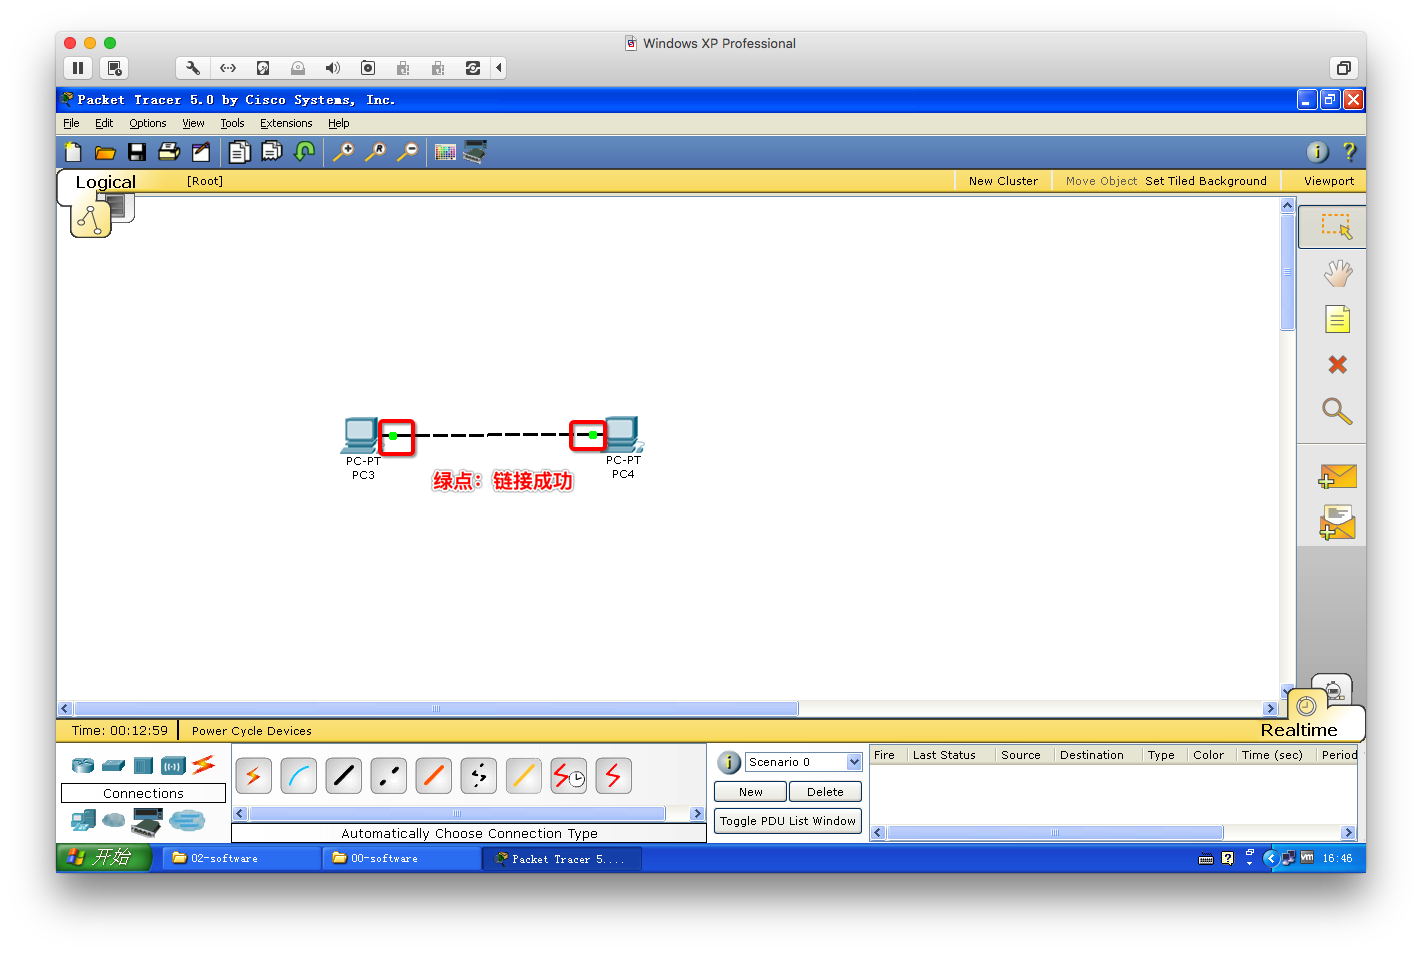 Windows XP Professional
Packet Tracer 5.0 by Cisco Systems, Inc.
File Edit Options View Tools Extensions Help
Logical [Root] New Cluster Move Object Set Tiled Background Viewport
PC-PT
PC3
PC-PT
PC4
绿点：链接成功
Time: 00:12:59 Power Cycle Devices
Realtime
Connections
Automatically Choose Connection Type
Scenario 0
New Delete
Toggle PDU List Window
Fire Last Status Source Destination Type Color Time (sec) Period
开始 02-software 00-software Packet Tracer 5.... 16:46